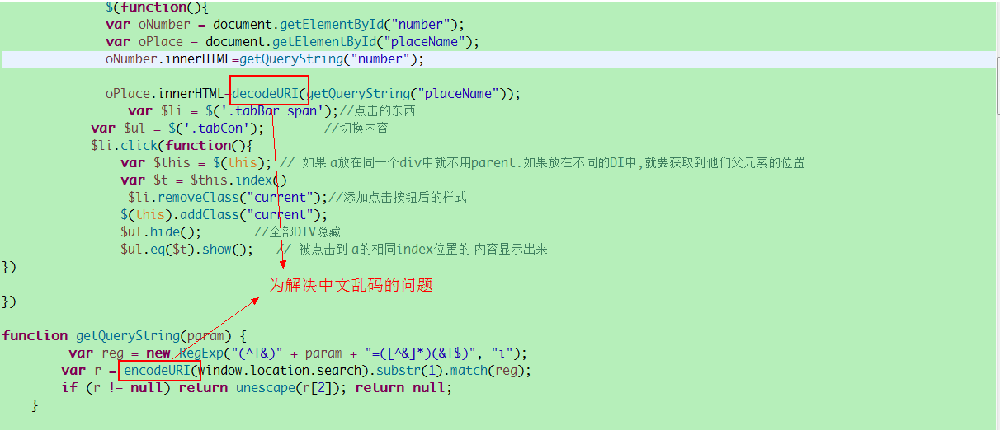 $(function(){
var oNumber = document.getElementById("number");
var oPlace = document.getElementById("placeName");
oNumber.innerHTML=getQueryString("number");
oPlace.innerHTML=decodeURI(getQueryString("placeName"));
var $li = $('.tabBar span');//点击的东西
var $ul = $('.tabCon'); //切换内容
$li.click(function(){
var $this = $(this); // 如果 a放在同一个div中就不用parent.如果放在不同的DI中,就要获取到他们父元素的位置
var $t = $this.index()
$li.removeClass("current");//添加点击按钮后的样式
$(this).addClass("current");
$ul.hide(); //全部DIV隐藏
$ul.eq($t).show(); // 被点击到 a的相同index位置的 内容显示出来
})
为解决中文乱码的问题
})
function getQueryString(param) {
var reg = new RegExp("(^|&)" + param + "=([^&]*)(&|$)", "i");
var r = encodeURI(window.location.search).substr(1).match(reg);
if (r != null) return unescape(r[2]); return null;
}